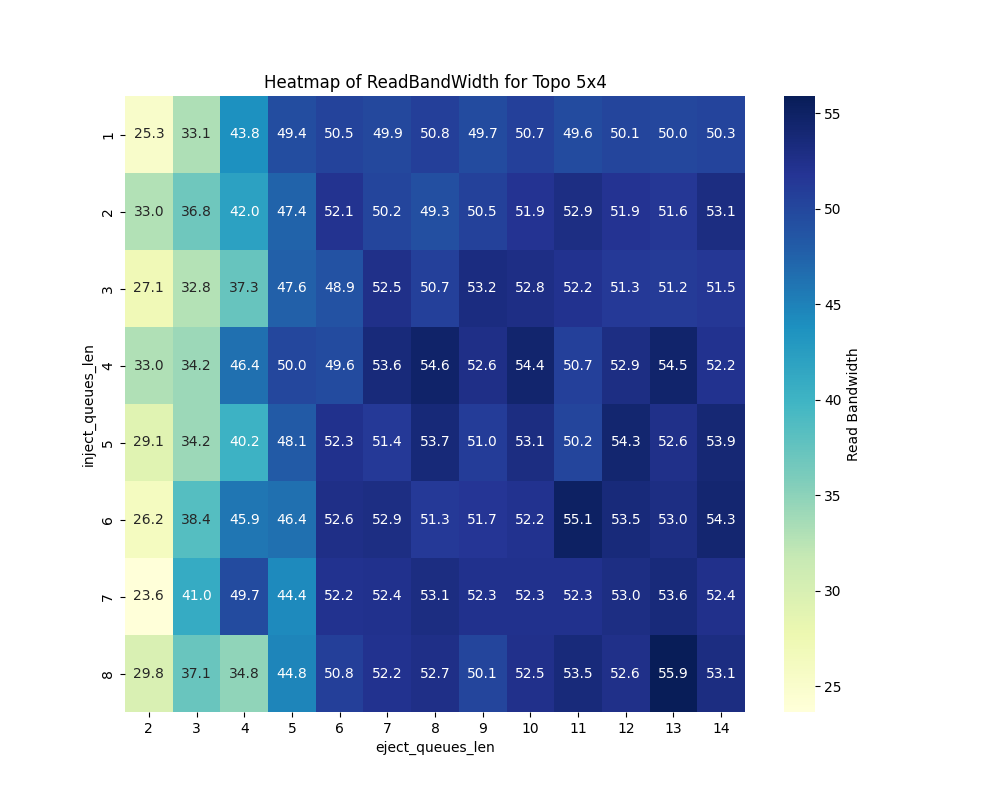 Heatmap of ReadBandWidth for Topo 5x4
1 25.3 33.1 43.8 49.4 50.5 49.9 50.8 49.7 50.7 49.6 50.1 50.0 50.3
2 33.0 36.8 42.0 47.4 52.1 50.2 49.3 50.5 51.9 52.9 51.9 51.6 53.1
3 27.1 32.8 37.3 47.6 48.9 52.5 50.7 53.2 52.8 52.2 51.3 51.2 51.5
4 33.0 34.2 46.4 50.0 49.6 53.6 54.6 52.6 54.4 50.7 52.9 54.5 52.2
5 29.1 34.2 40.2 48.1 52.3 51.4 53.7 51.0 53.1 50.2 54.3 52.6 53.9
6 26.2 38.4 45.9 46.4 52.6 52.9 51.3 51.7 52.2 55.1 53.5 53.0 54.3
7 23.6 41.0 49.7 44.4 52.2 52.4 53.1 52.3 52.3 52.3 53.0 53.6 52.4
8 29.8 37.1 34.8 44.8 50.8 52.2 52.7 50.1 52.5 53.5 52.6 55.9 53.1
2 3 4 5 6 7 8 9 10 11 12 13 14
eject_queues_len
inject_queues_len
55
50
45
40
35
30
25
Read Bandwidth